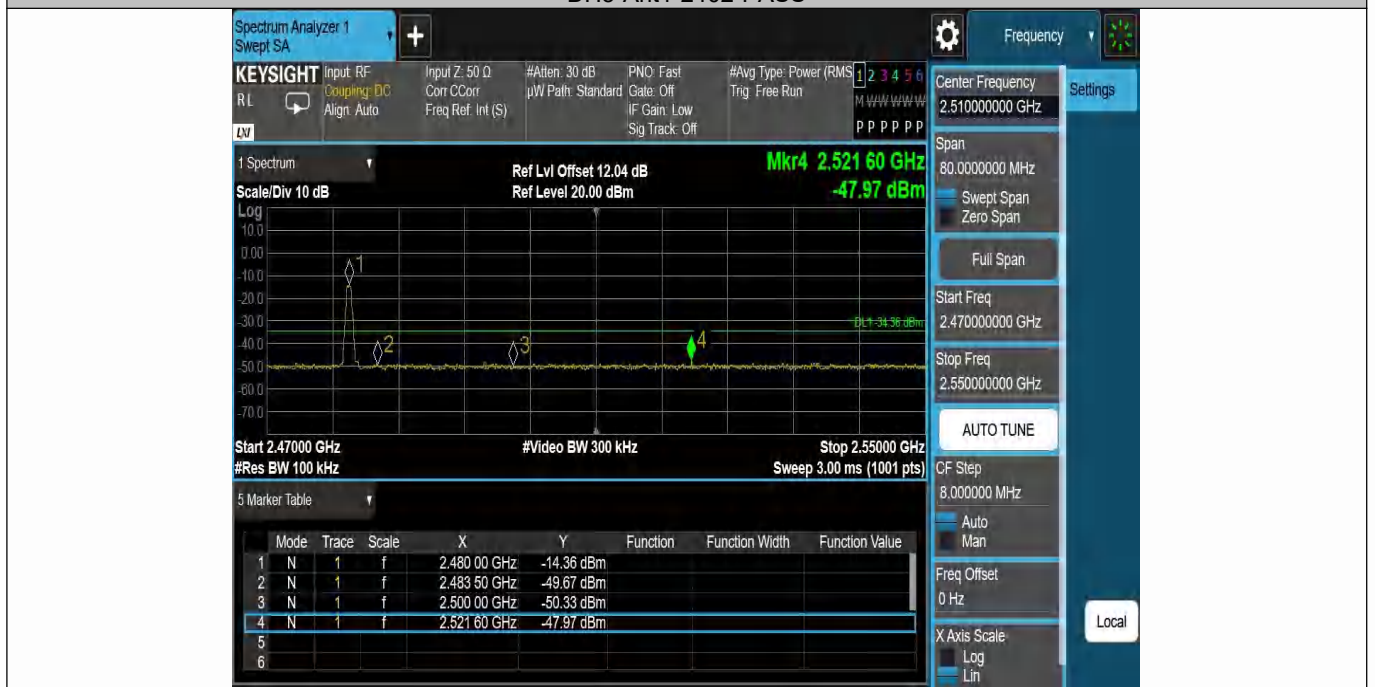 Spectrum Analyzer 1
Swept SA
+
Frequency
KEYSIGHT
RL
LXI
Input: RF
Coupling: DC
Align: Auto
Input Z: 50 Ω
Corr CCorr
Freq Ref: Int (S)
#Atten: 30 dB
µW Path: Standard
PNO: Fast
Gate: Off
IF Gain: Low
Sig Track: Off
#Avg Type: Power (RMS
Trig: Free Run
1 2 3 4 5 6
M W W W W W
P P P P P P
Center Frequency
2.510000000 GHz
Settings
Span
80.0000000 MHz
Swept Span
Zero Span
Full Span
Start Freq
2.470000000 GHz
Stop Freq
2.550000000 GHz
AUTO TUNE
CF Step
8.000000 MHz
Auto
Man
Freq Offset
0 Hz
X Axis Scale
Log
Lin
Local
1 Spectrum
Scale/Div 10 dB
Ref Lvl Offset 12.04 dB
Ref Level 20.00 dBm
Mkr4 2.521 60 GHz
-47.97 dBm
Log
10.0
0.00
-10.0
-20.0
-30.0
-40.0
-50.0
-60.0
-70.0
1
2
3
4
DL1 -34.36 dBm
Start 2.47000 GHz
#Video BW 300 kHz
Stop 2.55000 GHz
#Res BW 100 kHz
Sweep 3.00 ms (1001 pts)
5 Marker Table
Mode Trace Scale X Y Function Function Width Function Value
1 N 1 f 2.480 00 GHz -14.36 dBm
2 N 1 f 2.483 50 GHz -49.67 dBm
3 N 1 f 2.500 00 GHz -50.33 dBm
4 N 1 f 2.521 60 GHz -47.97 dBm
5
6